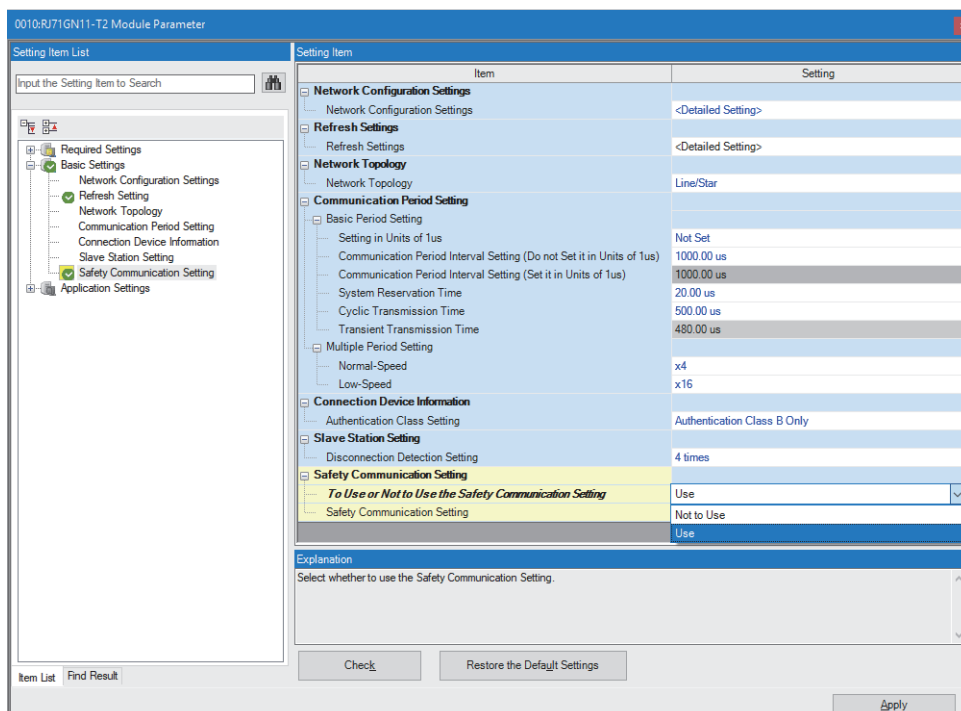 0010:RJ71GN11-T2 Module Parameter
Setting Item List
Input the Setting Item to Search
Required Settings
Basic Settings
Network Configuration Settings
Refresh Setting
Network Topology
Communication Period Setting
Connection Device Information
Slave Station Setting
Safety Communication Setting
Application Settings
Item List
Find Result
Setting Item
Item Setting
Network Configuration Settings
Network Configuration Settings <Detailed Setting>
Refresh Settings
Refresh Settings <Detailed Setting>
Network Topology
Network Topology Line/Star
Communication Period Setting
Basic Period Setting
Setting in Units of 1us Not Set
Communication Period Interval Setting (Do not Set it in Units of 1us) 1000.00 us
Communication Period Interval Setting (Set it in Units of 1us) 1000.00 us
System Reservation Time 20.00 us
Cyclic Transmission Time 500.00 us
Transient Transmission Time 480.00 us
Multiple Period Setting
Normal-Speed x4
Low-Speed x16
Connection Device Information
Authentication Class Setting Authentication Class B Only
Slave Station Setting
Disconnection Detection Setting 4 times
Safety Communication Setting
To Use or Not to Use the Safety Communication Setting Use
Safety Communication Setting Not to Use
Use
Explanation
Select whether to use the Safety Communication Setting.
Check Restore the Default Settings
Apply